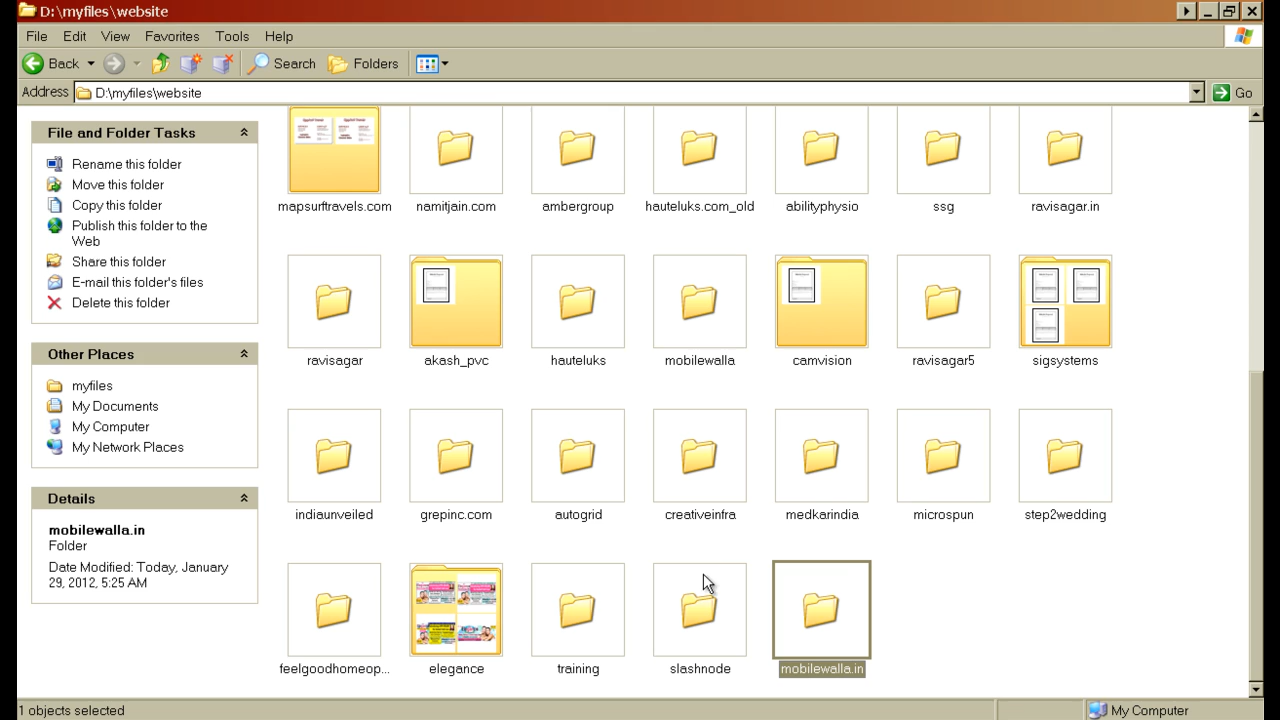 D:\myfiles\website
File Edit View Favorites Tools Help
Back Search Folders
Address D:\myfiles\website Go
File and Folder Tasks
Rename this folder
Move this folder
Copy this folder
Publish this folder to the
Web
Share this folder
E-mail this folder's files
Delete this folder
Other Places
myfiles
My Documents
My Computer
My Network Places
Details
mobilewalla.in
Folder
Date Modified: Today, January
29, 2012, 5:25 AM
mapsurftravels.com namitjain.com ambergroup hauteluks.com_old abilityphysio ssg ravisagar.in
ravisagar akash_pvc hauteluks mobilewalla camvision ravisagar5 sigsystems
indiaunveiled grepinc.com autogrid creativeinfra medkarindia microspun step2wedding
feelgoodhomeop... elegance training slashnode mobilewalla.in
1 objects selected My Computer